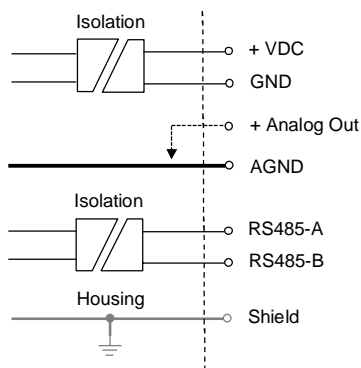 Isolation
+ VDC
GND
+ Analog Out
AGND
Isolation
RS485-A
RS485-B
Housing
Shield